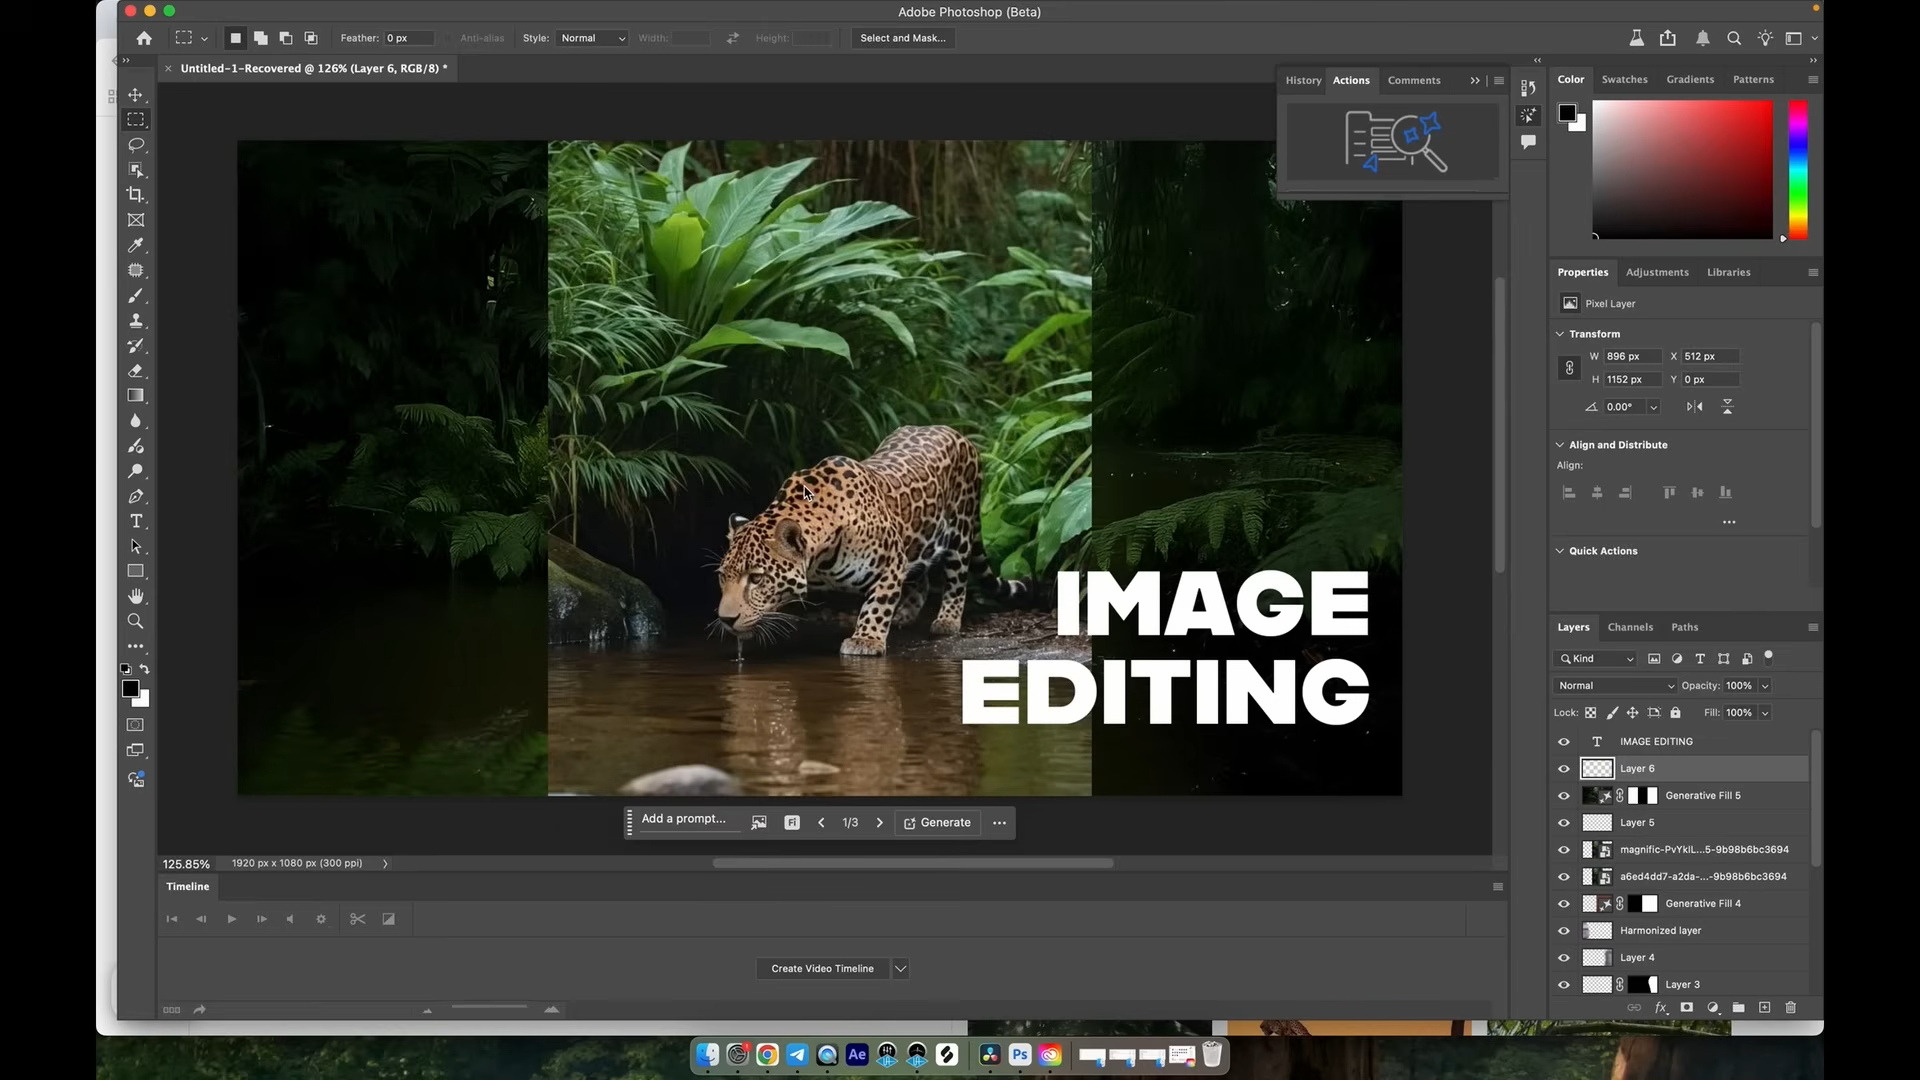 Adobe Photoshop (Beta)
Feather: 0 px Anti-alias Style: Normal Width: Height: Select and Mask...
Untitled-1-Recovered @ 126% (Layer 6, RGB/8) *
History Actions Comments
Color Swatches Gradients Patterns
Properties Adjustments Libraries
Pixel Layer
Transform
W 896 px X 512 px
H 1152 px Y 0 px
0.00°
Align and Distribute
Align:
Quick Actions
IMAGE
EDITING
Layers Channels Paths
Kind
Normal Opacity: 100%
Lock: Fill: 100%
T IMAGE EDITING
Layer 6
Generative Fill 5
Layer 5
magnific-PvYklL...5-9b98b6bc3694
a6ed4dd7-a2da-...-9b98b6bc3694
Generative Fill 4
Harmonized layer
Layer 4
Layer 3
fx
Add a prompt... Fi 1/3 Generate
125.85% 1920 px x 1080 px (300 ppi)
Timeline
Create Video Timeline
Ae Ps